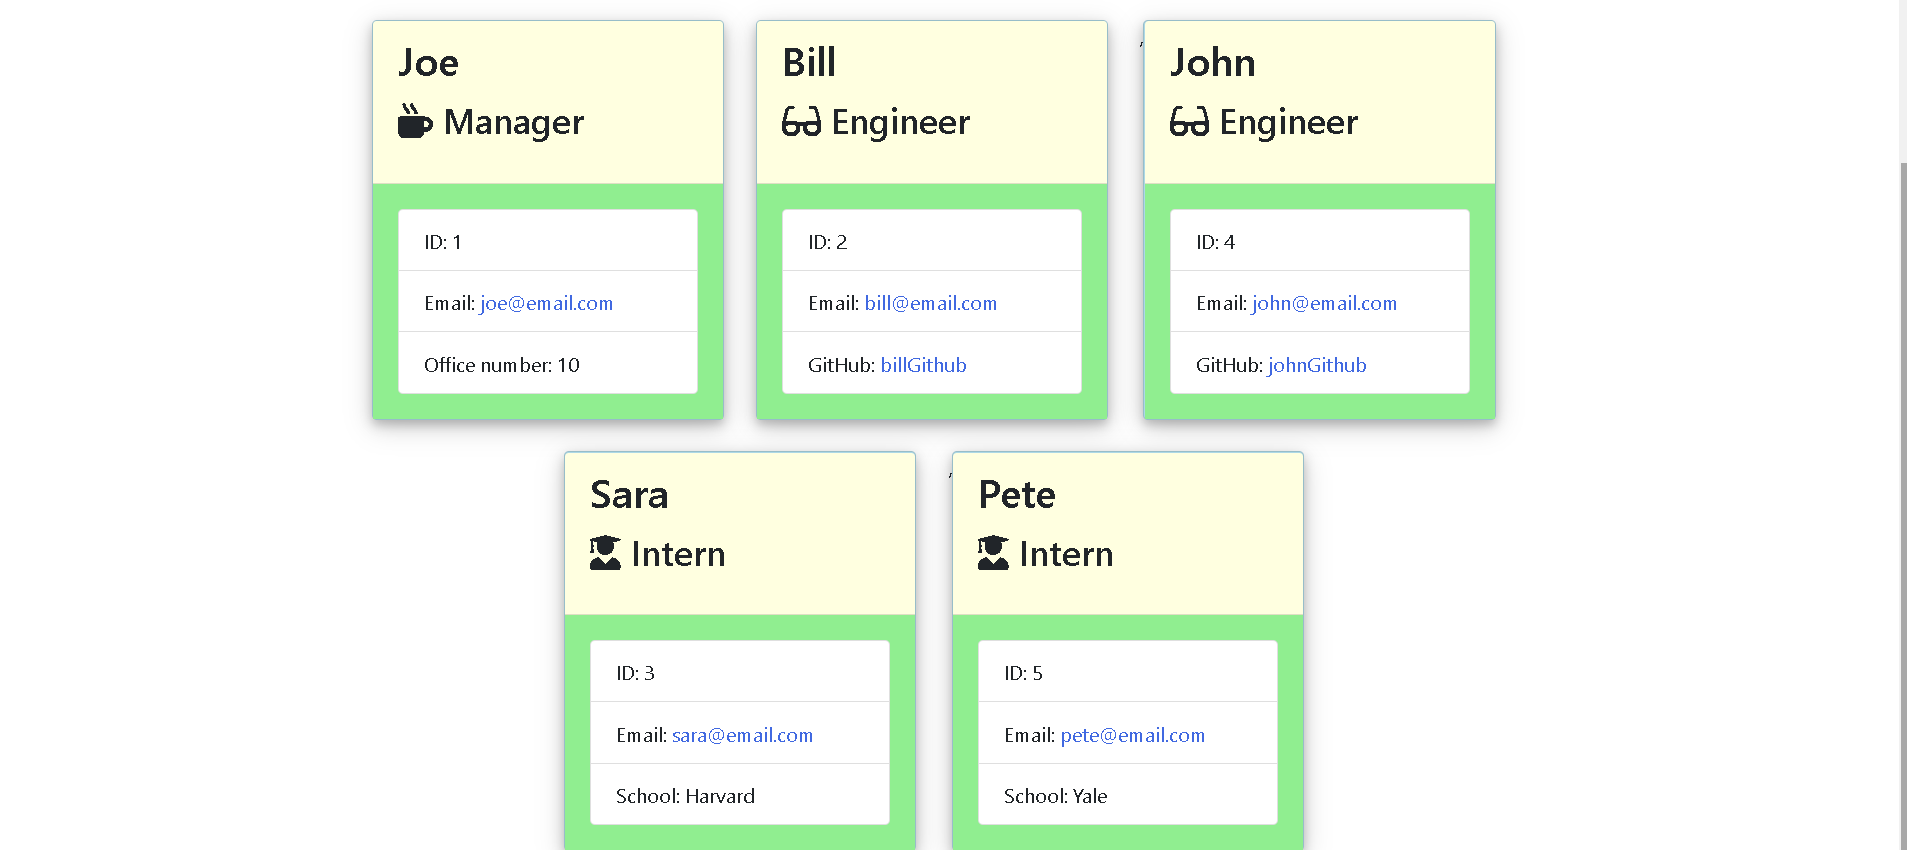 Joe
Manager
ID: 1
Email: joe@email.com
Office number: 10
Bill
Engineer
ID: 2
Email: bill@email.com
GitHub: billGithub
,
John
Engineer
ID: 4
Email: john@email.com
GitHub: johnGithub
Sara
Intern
ID: 3
Email: sara@email.com
School: Harvard
,
Pete
Intern
ID: 5
Email: pete@email.com
School: Yale